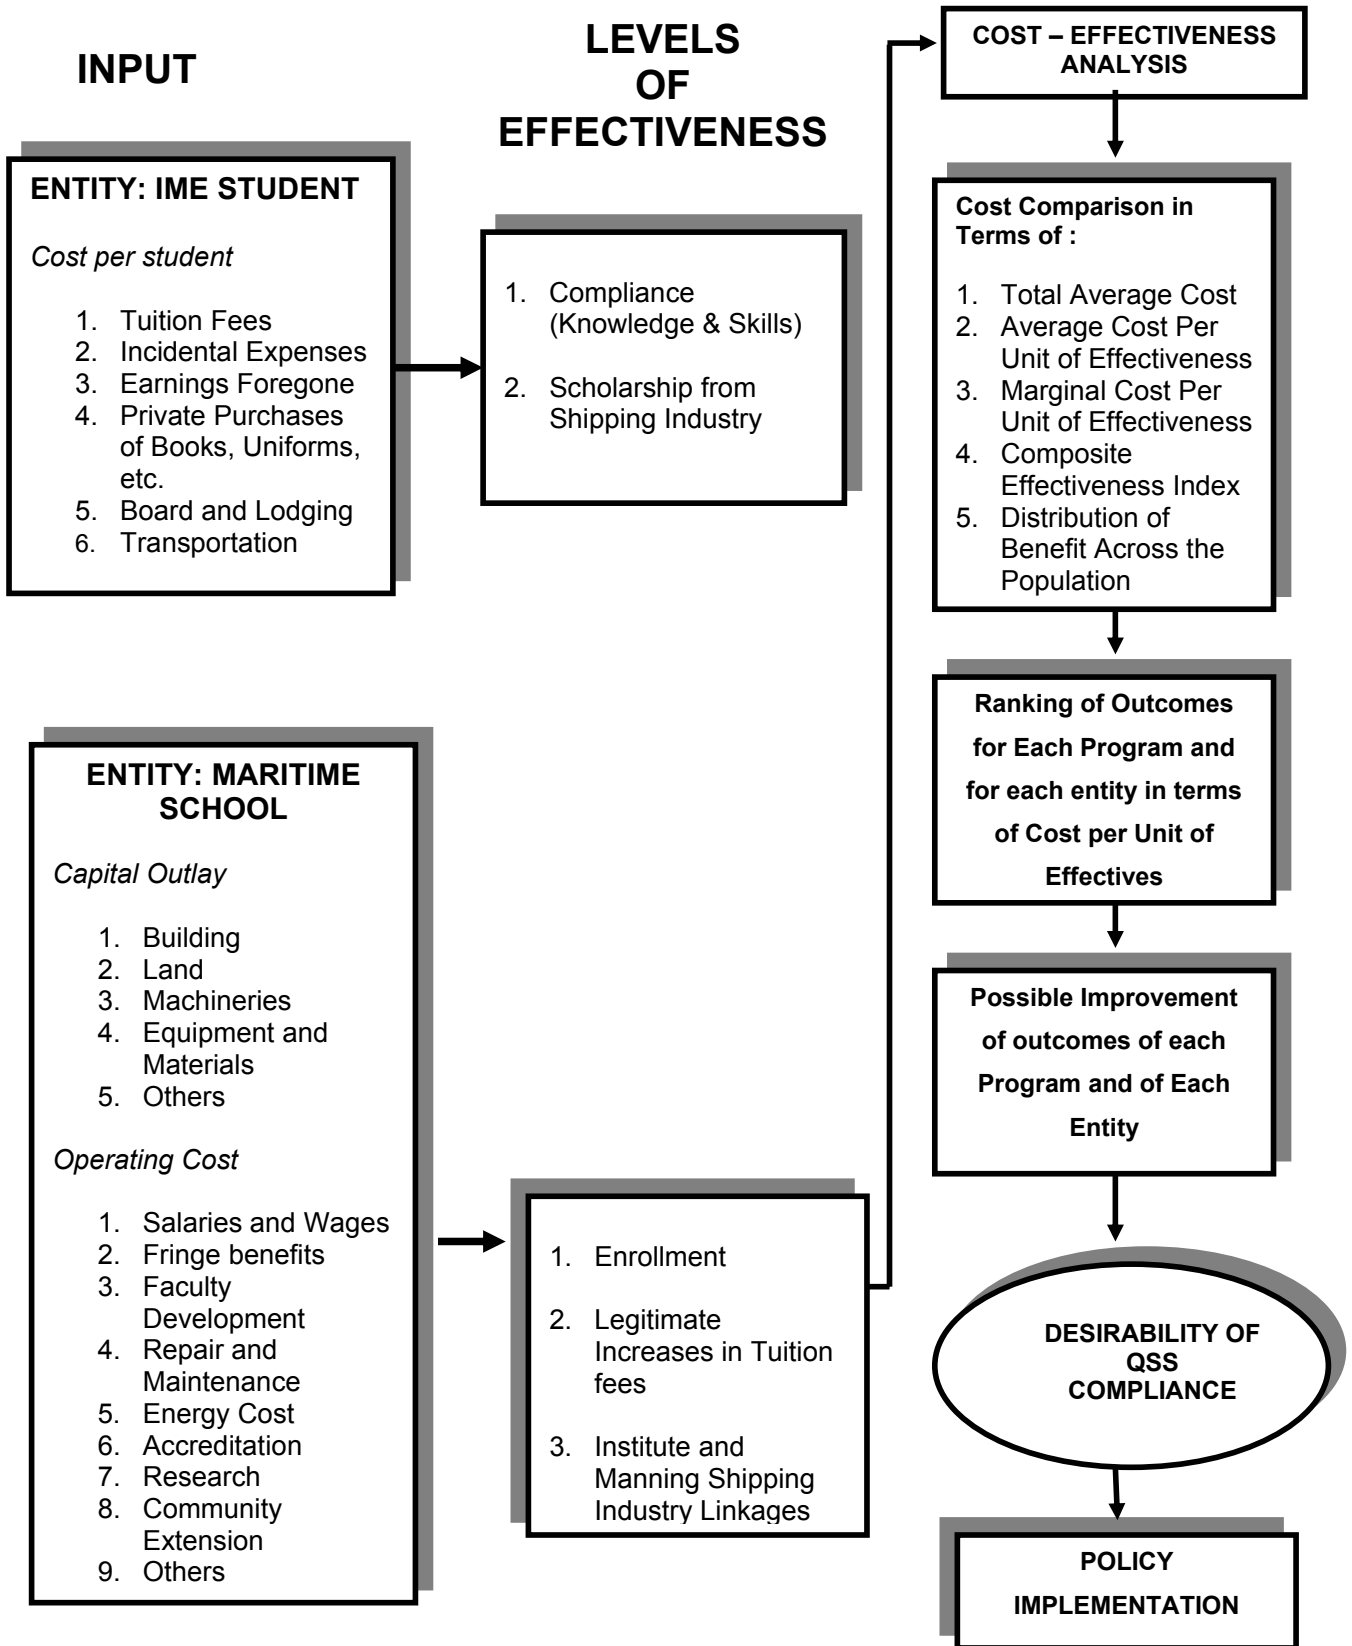 INPUT
LEVELS
OF
EFFECTIVENESS
ENTITY: IME STUDENT
Cost per student
1. Tuition Fees
2. Incidental Expenses
3. Earnings Foregone
4. Private Purchases
of Books, Uniforms,
etc.
5. Board and Lodging
6. Transportation
1. Compliance
(Knowledge & Skills)
2. Scholarship from
Shipping Industry
ENTITY: MARITIME
SCHOOL
Capital Outlay
1. Building
2. Land
3. Machineries
4. Equipment and
Materials
5. Others
Operating Cost
1. Salaries and Wages
2. Fringe benefits
3. Faculty
Development
4. Repair and
Maintenance
5. Energy Cost
6. Accreditation
7. Research
8. Community
Extension
9. Others
1. Enrollment
2. Legitimate
Increases in Tuition
fees
3. Institute and
Manning Shipping
Industry Linkages
COST – EFFECTIVENESS
ANALYSIS
Cost Comparison in
Terms of :
1. Total Average Cost
2. Average Cost Per
Unit of Effectiveness
3. Marginal Cost Per
Unit of Effectiveness
4. Composite
Effectiveness Index
5. Distribution of
Benefit Across the
Population
Ranking of Outcomes
for Each Program and
for each entity in terms
of Cost per Unit of
Effectives
Possible Improvement
of outcomes of each
Program and of Each
Entity
DESIRABILITY OF
QSS
COMPLIANCE
POLICY
IMPLEMENTATION